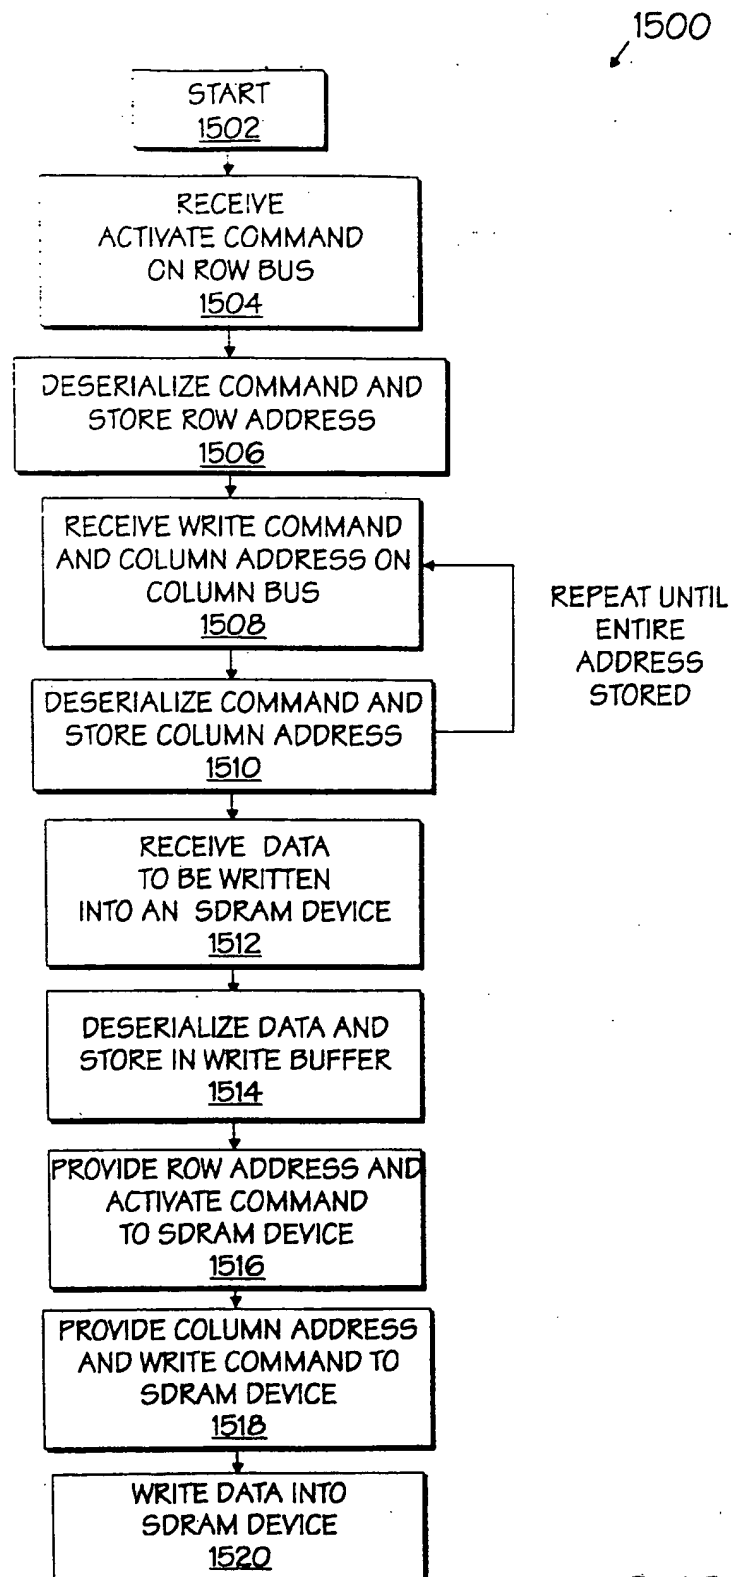 1500
START
1502
RECEIVE
ACTIVATE COMMAND
ON ROW BUS
1504
DESERIALIZE COMMAND AND
STORE ROW ADDRESS
1506
RECEIVE WRITE COMMAND
AND COLUMN ADDRESS ON
COLUMN BUS
1508
REPEAT UNTIL
ENTIRE
ADDRESS
STORED
DESERIALIZE COMMAND AND
STORE COLUMN ADDRESS
1510
RECEIVE DATA
TO BE WRITTEN
INTO AN SDRAM DEVICE
1512
DESERIALIZE DATA AND
STORE IN WRITE BUFFER
1514
PROVIDE ROW ADDRESS AND
ACTIVATE COMMAND
TO SDRAM DEVICE
1516
PROVIDE COLUMN ADDRESS
AND WRITE COMMAND TO
SDRAM DEVICE
1518
WRITE DATA INTO
SDRAM DEVICE
1520